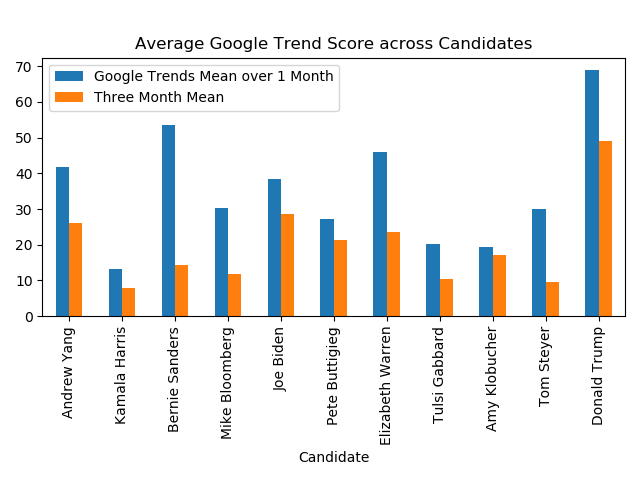 Average Google Trend Score across Candidates
Google Trends Mean over 1 Month
Three Month Mean
70
60
50
40
30
20
10
0
Andrew Yang
Kamala Harris
Bernie Sanders
Mike Bloomberg
Joe Biden
Pete Buttigieg
Elizabeth Warren
Tulsi Gabbard
Amy Klobucher
Tom Steyer
Donald Trump
Candidate